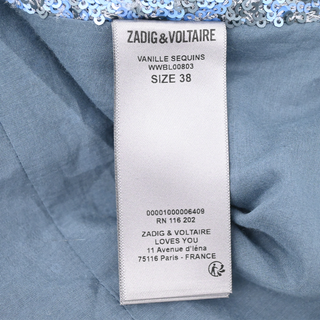 ZADIG&VOLTAIRE
VANILLE SEQUINS
WWBL00803
SIZE 38
00001000006409
RN 116 202
ZADIG & VOLTAIRE
LOVES YOU
11 Avenue d'Iéna
75116 Paris - FRANCE